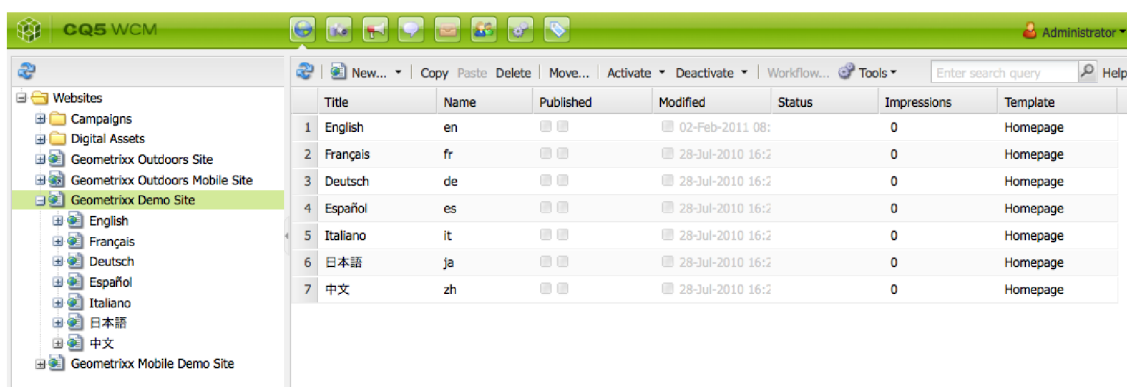 CQ5 WCM
Administrator
New... Copy Paste Delete Move... Activate Deactivate Workflow... Tools Enter search query Help
Websites
Campaigns
Digital Assets
Geometrixx Outdoors Site
Geometrixx Outdoors Mobile Site
Geometrixx Demo Site
English
Français
Deutsch
Español
Italiano
日本語
中文
Geometrixx Mobile Demo Site
Title Name Published Modified Status Impressions Template
1 English en 02-Feb-2011 08: 0 Homepage
2 Français fr 28-Jul-2010 16:2 0 Homepage
3 Deutsch de 28-Jul-2010 16:2 0 Homepage
4 Español es 28-Jul-2010 16:2 0 Homepage
5 Italiano it 28-Jul-2010 16:2 0 Homepage
6 日本語 ja 28-Jul-2010 16:2 0 Homepage
7 中文 zh 28-Jul-2010 16:2 0 Homepage